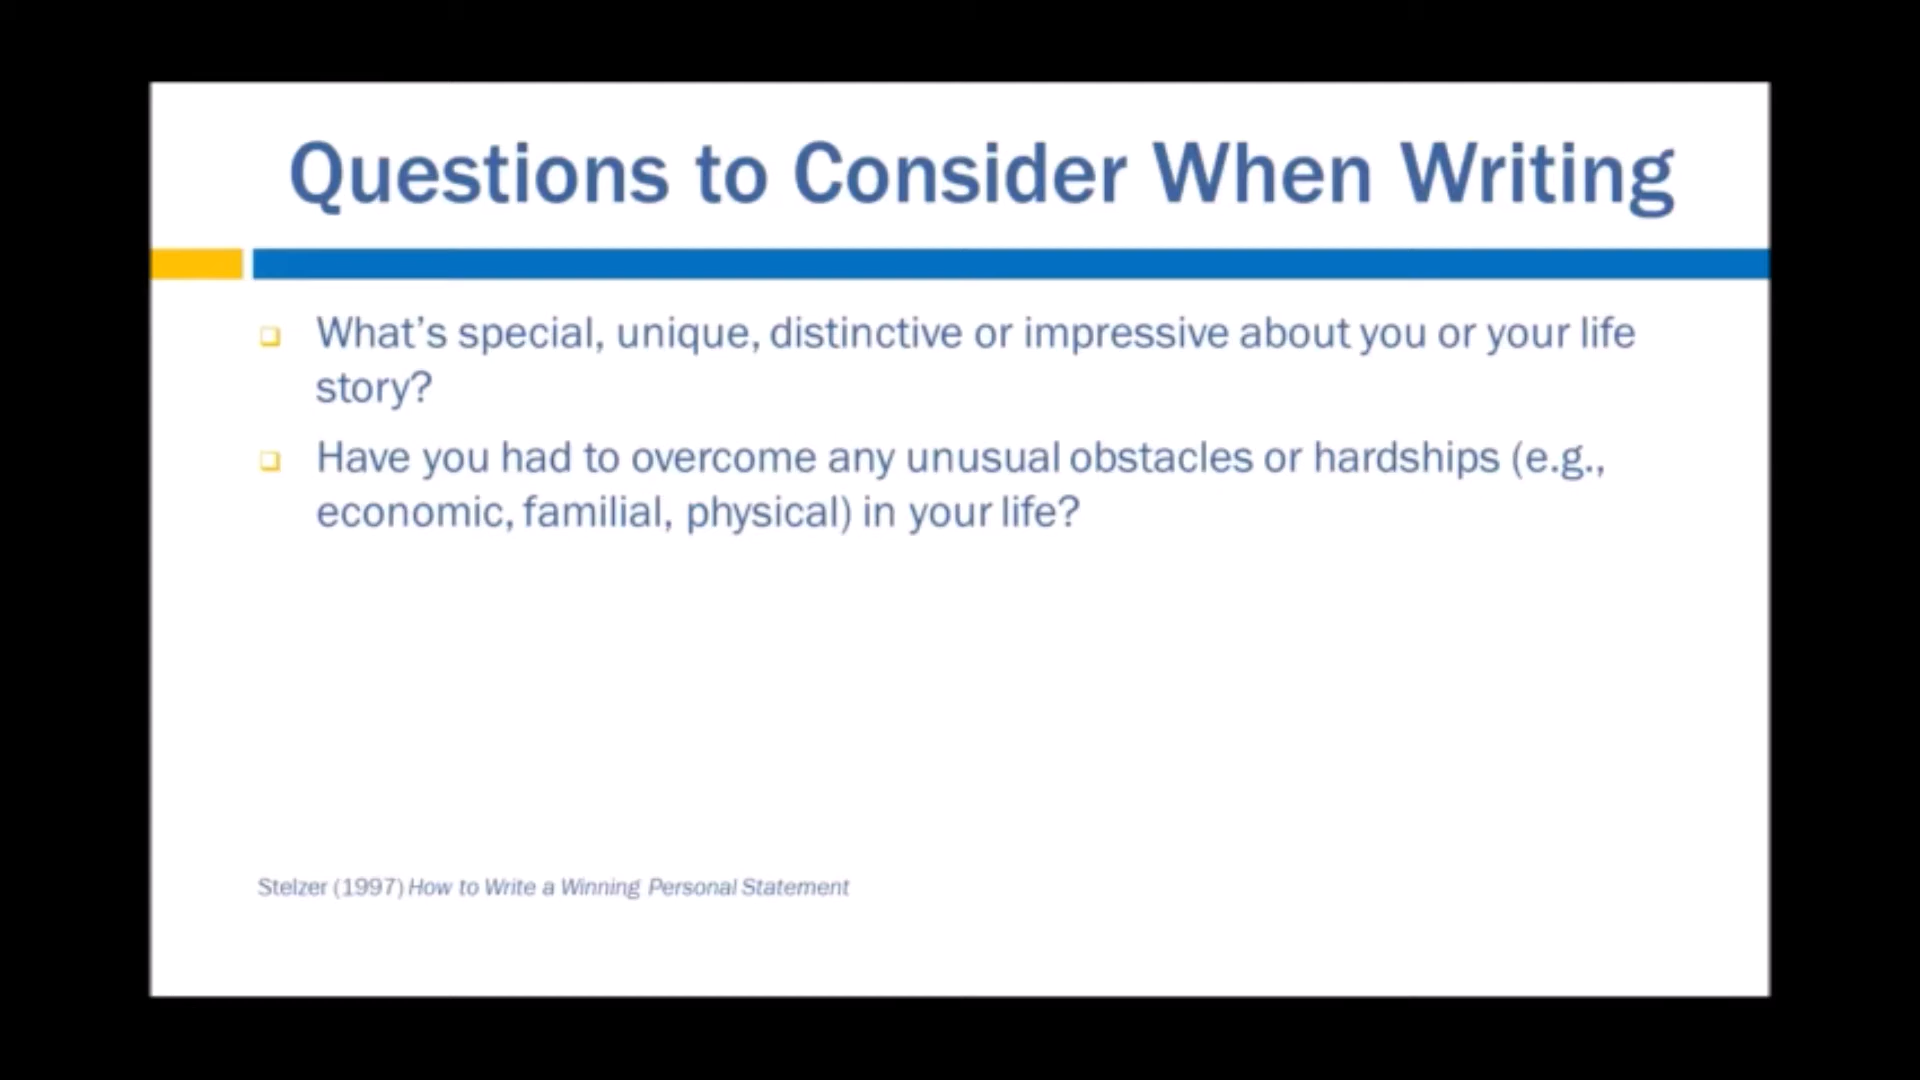 Questions to Consider When Writing
What’s special, unique, distinctive or impressive about you or your life
story?
Have you had to overcome any unusual obstacles or hardships (e.g.,
economic, familial, physical) in your life?
Stelzer (1997) How to Write a Winning Personal Statement